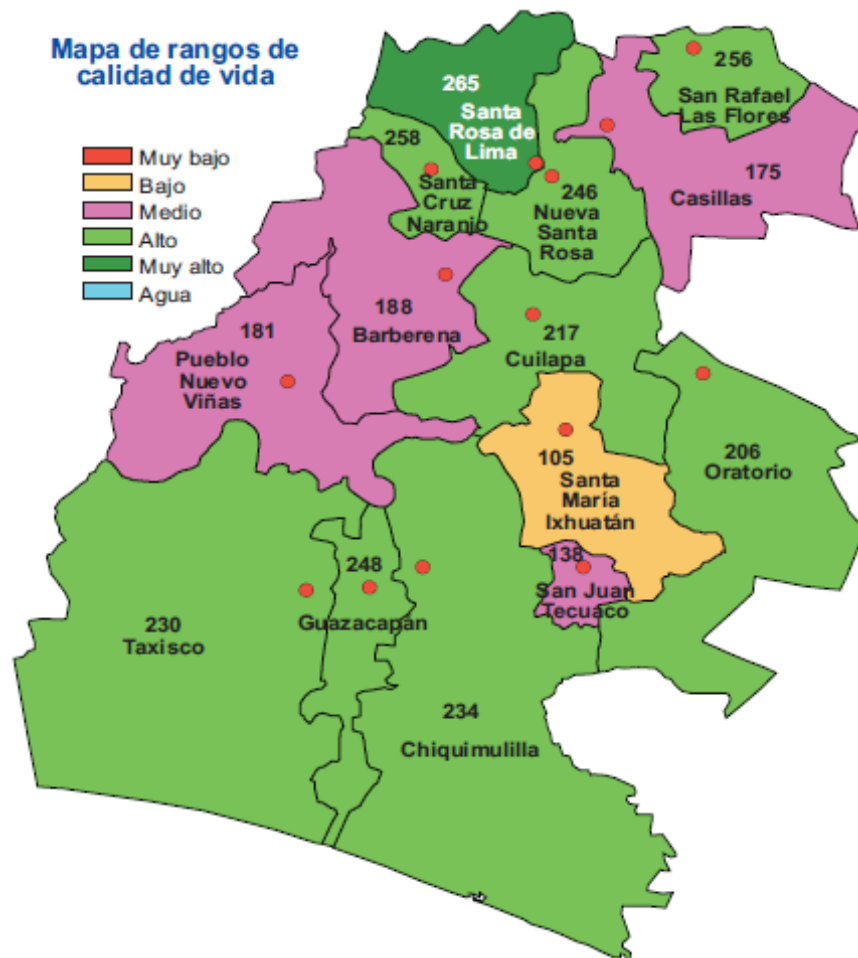 Mapa de rangos de
calidad de vida
Muy bajo
Bajo
Medio
Alto
Muy alto
Agua
265
Santa
Rosa de
Lima
256
San Rafael
Las Flores
258
Santa
Cruz
Naranjo
246
Nueva
Santa
Rosa
175
Casillas
188
Barberena
181
Pueblo
Nuevo
Viñas
217
Cuilapa
206
Oratorio
105
Santa
María
Ixhuatán
138
San Juan
Tecuaco
248
Guazacapán
230
Taxisco
234
Chiquimulilla